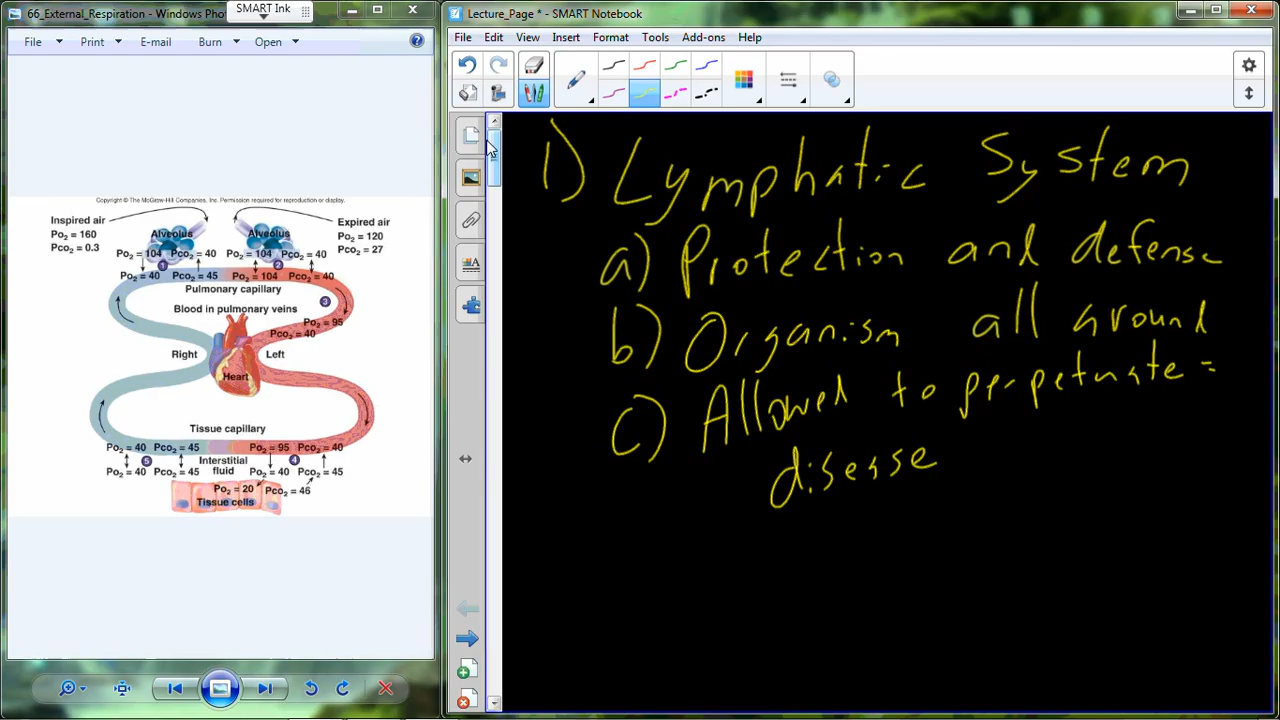 66_External_Respiration - Windows Pho
SMART Ink
File Print E-mail Burn Open
Copyright © The McGraw-Hill Companies, Inc. Permission required for reproduction or display.
Inspired air
Po2 = 160
Pco2 = 0.3
Expired air
Po2 = 120
Pco2 = 27
Alveolus
Alveolus
Po2 = 104 Pco2 = 40
Po2 = 104 Pco2 = 40
1
2
Po2 = 40 Pco2 = 45
Po2 = 104 Pco2 = 40
Pulmonary capillary
3
Blood in pulmonary veins
Po2 = 95
Pco2 = 40
Right
Left
Heart
Tissue capillary
Po2 = 40 Pco2 = 45
Po2 = 95 Pco2 = 40
5
Interstitial
fluid
4
Po2 = 40 Pco2 = 45
Po2 = 40 Pco2 = 45
Po2 = 20 Pco2 = 46
Tissue cells
Lecture_Page * - SMART Notebook
File Edit View Insert Format Tools Add-ons Help
1) Lymphatic System
a) Protection and defense
b) Organism all around
c) Allowed to perpetuate =
disease